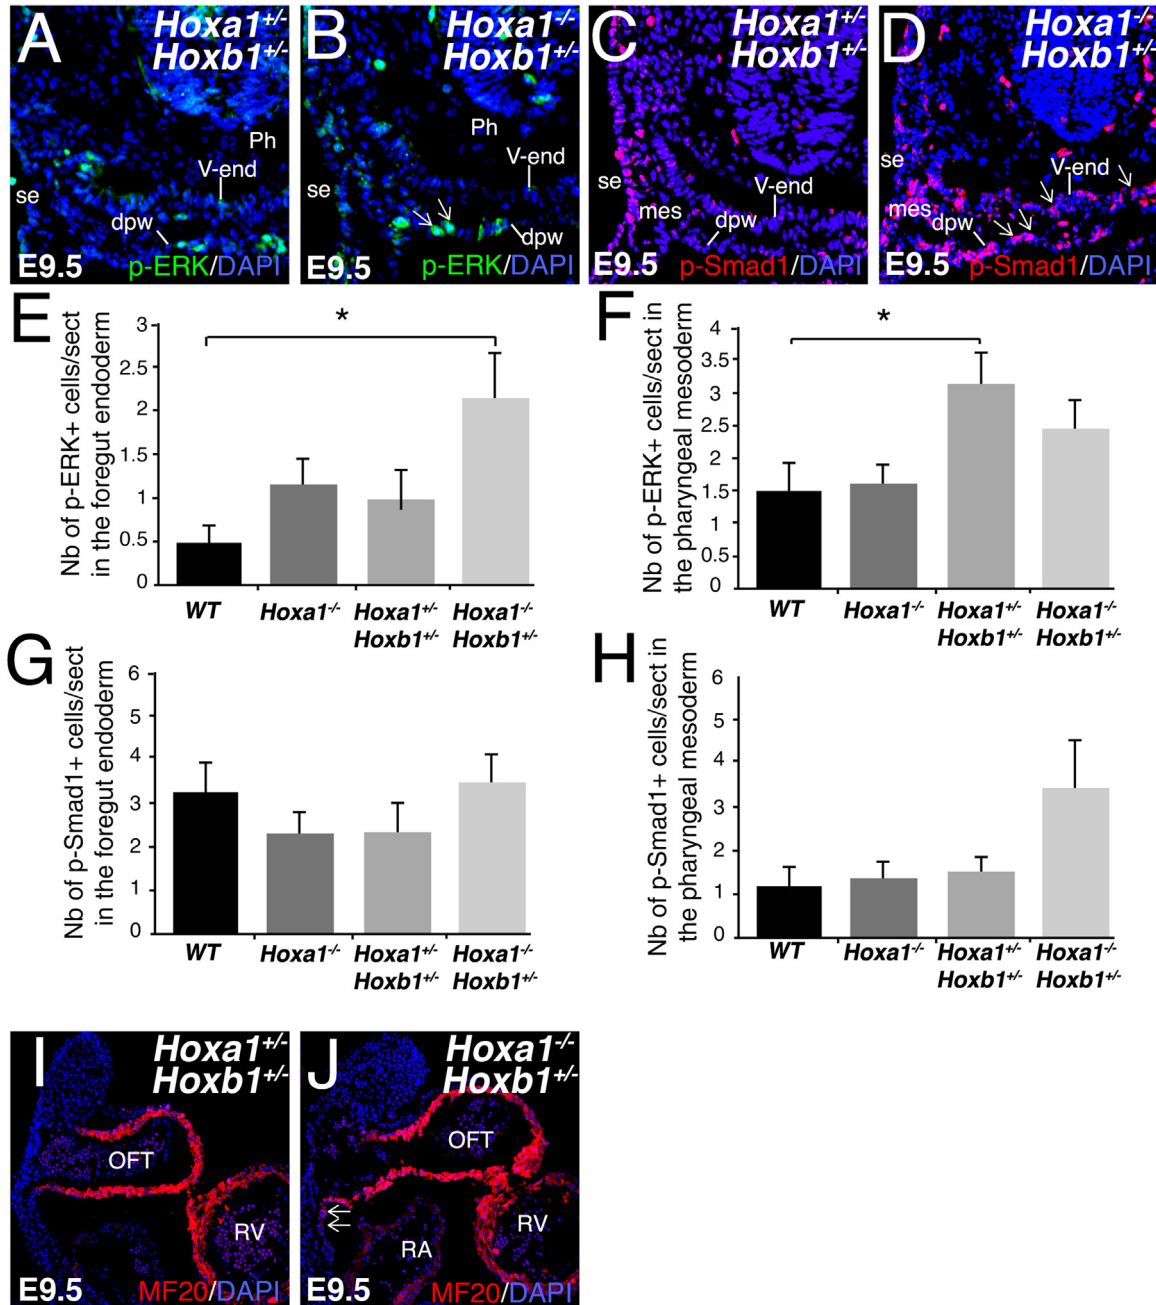 A
Hoxa1+/-
Hoxb1+/-
Ph
V-end
se
dpw
E9.5
p-ERK/DAPI
B
Hoxa1-/-
Hoxb1+/-
Ph
V-end
se
dpw
E9.5
p-ERK/DAPI
C
Hoxa1+/-
Hoxb1+/-
se
V-end
mes
dpw
E9.5
p-Smad1/DAPI
D
Hoxa1-/-
Hoxb1+/-
se
V-end
mes
dpw
E9.5
p-Smad1/DAPI
E
Nb of p-ERK+ cells/sect
in the foregut endoderm
*
3
2.5
2
1.5
1
0.5
0
WT
Hoxa1-/-
Hoxa1+/-
Hoxb1+/-
Hoxa1-/-
Hoxb1+/-
F
Nb of p-ERK+ cells/sect in
the pharyngeal mesoderm
*
4
3.5
3
2.5
2
1.5
1
0.5
0
WT
Hoxa1-/-
Hoxa1+/-
Hoxb1+/-
Hoxa1-/-
Hoxb1+/-
G
Nb of p-Smad1+ cells/sect
in the foregut endoderm
6
5
4
3
2
1
0
WT
Hoxa1-/-
Hoxa1+/-
Hoxb1+/-
Hoxa1-/-
Hoxb1+/-
H
Nb of p-Smad1+ cells/sect in
the pharyngeal mesoderm
6
5
4
3
2
1
0
WT
Hoxa1-/-
Hoxa1+/-
Hoxb1+/-
Hoxa1-/-
Hoxb1+/-
I
Hoxa1+/-
Hoxb1+/-
OFT
RV
E9.5
MF20/DAPI
J
Hoxa1-/-
Hoxb1+/-
OFT
RV
RA
E9.5
MF20/DAPI